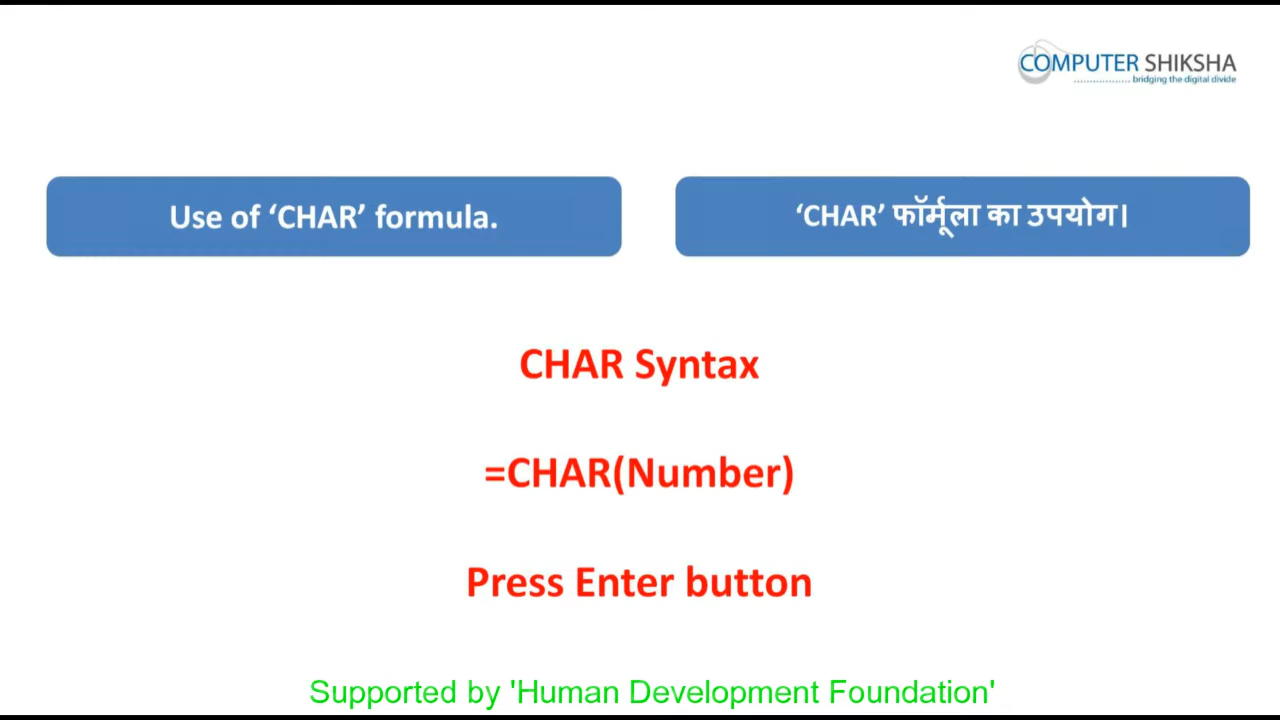 COMPUTER SHIKSHA
bridging the digital divide
Use of ‘CHAR’ formula.
‘CHAR’ फॉर्मूला का उपयोग।
CHAR Syntax
=CHAR(Number)
Press Enter button
Supported by 'Human Development Foundation'